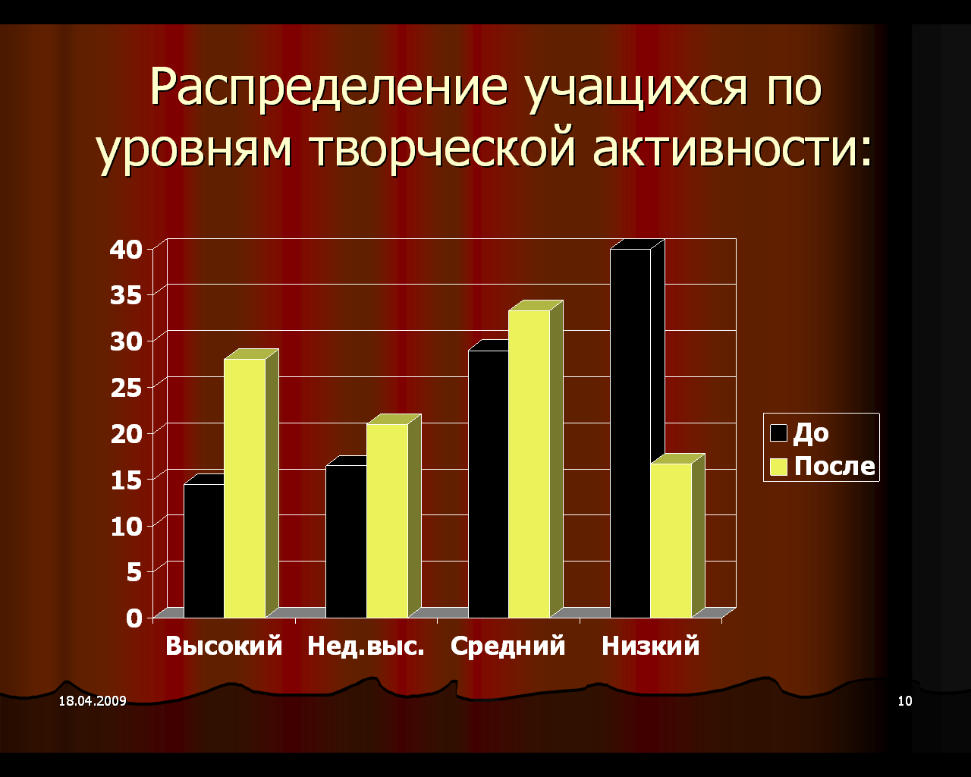 Распределение учащихся по
уровням творческой активности:
40
35
30
25
20
15
10
5
0
Высокий Нед.выс. Средний Низкий
До
После
18.04.2009
10